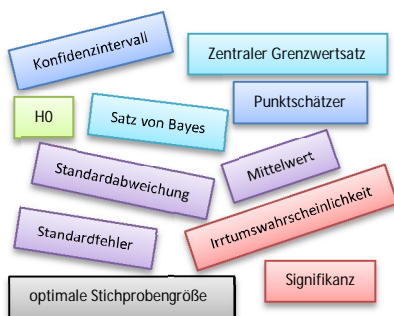 Konfidenzintervall
Zentraler Grenzwertsatz
H0
Satz von Bayes
Punktschätzer
Standardabweichung
Mittelwert
Standardfehler
Irrtumswahrscheinlichkeit
optimale Stichprobengröße
Signifikanz